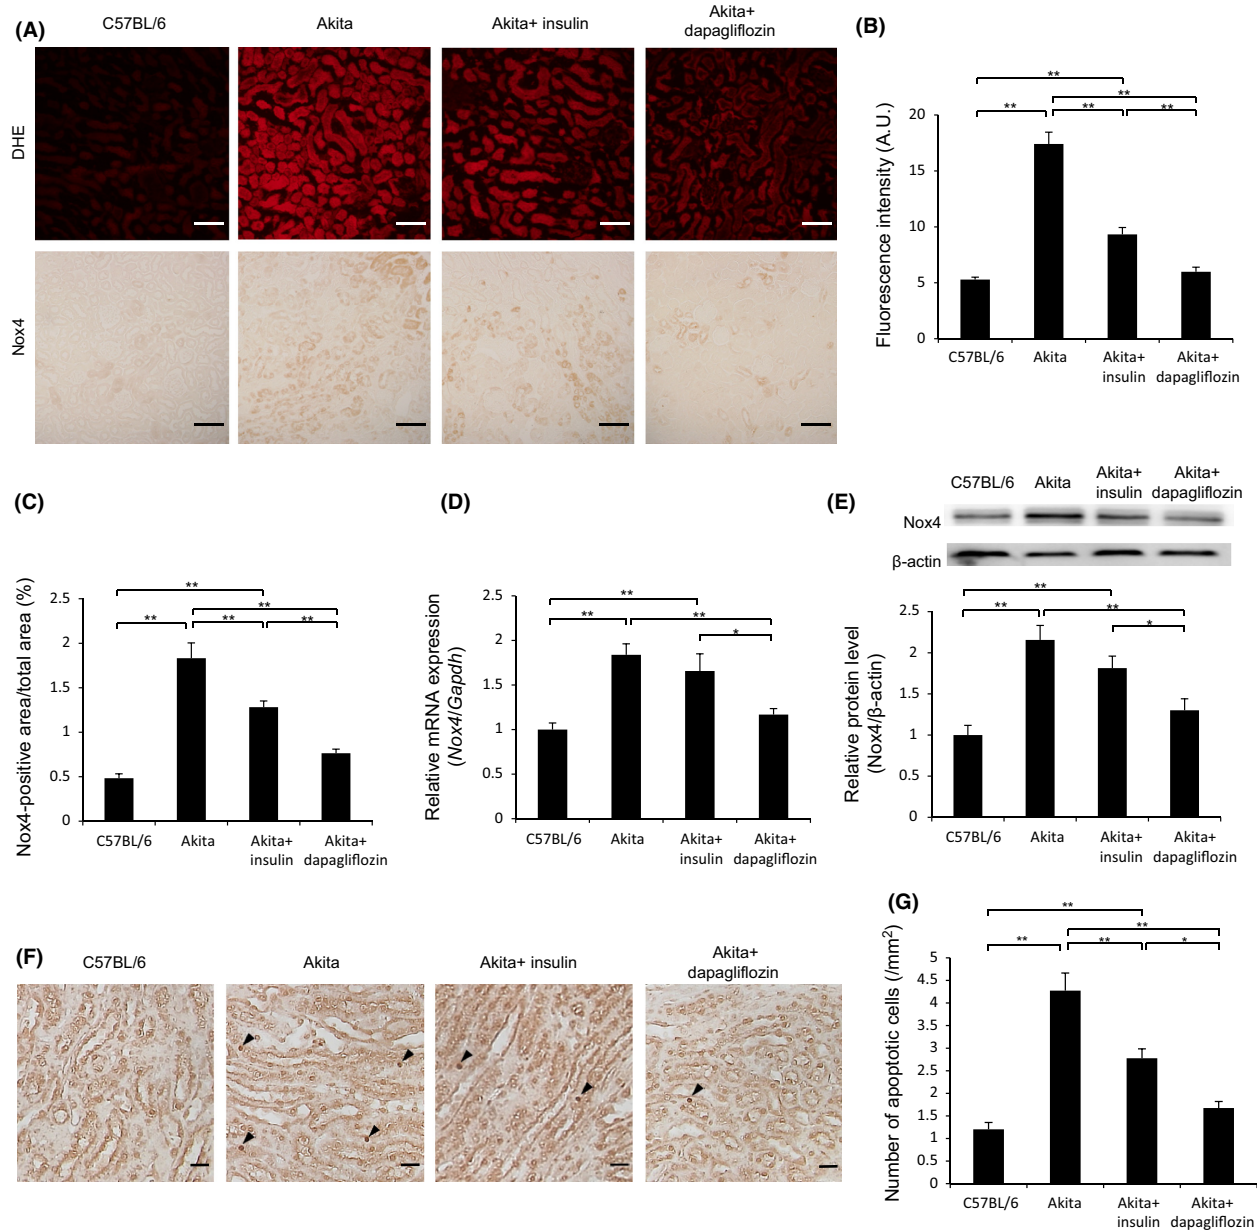 (A)
C57BL/6
Akita
Akita+ insulin
Akita+
dapagliflozin
DHE
Nox4
(B)
**
**
** ** **
Fluorescence intensity (A.U.)
20
15
10
5
0
C57BL/6
Akita
Akita+
insulin
Akita+
dapagliflozin
(C)
**
**
** ** **
Nox4-positive area/total area (%)
2.5
2
1.5
1
0.5
0
C57BL/6
Akita
Akita+
insulin
Akita+
dapagliflozin
(D)
**
** **
*
Relative mRNA expression
(Nox4/Gapdh)
2.5
2
1.5
1
0.5
0
C57BL/6
Akita
Akita+
insulin
Akita+
dapagliflozin
(E)
C57BL/6
Akita
Akita+
insulin
Akita+
dapagliflozin
Nox4
β-actin
**
** **
*
Relative protein level
(Nox4/β-actin)
2.5
2
1.5
1
0.5
0
C57BL/6
Akita
Akita+
insulin
Akita+
dapagliflozin
(F)
C57BL/6
Akita
Akita+ insulin
Akita+
dapagliflozin
(G)
**
**
** ** *
Number of apoptotic cells (/mm²)
5
4.5
4
3.5
3
2.5
2
1.5
1
0.5
0
C57BL/6
Akita
Akita+
insulin
Akita+
dapagliflozin